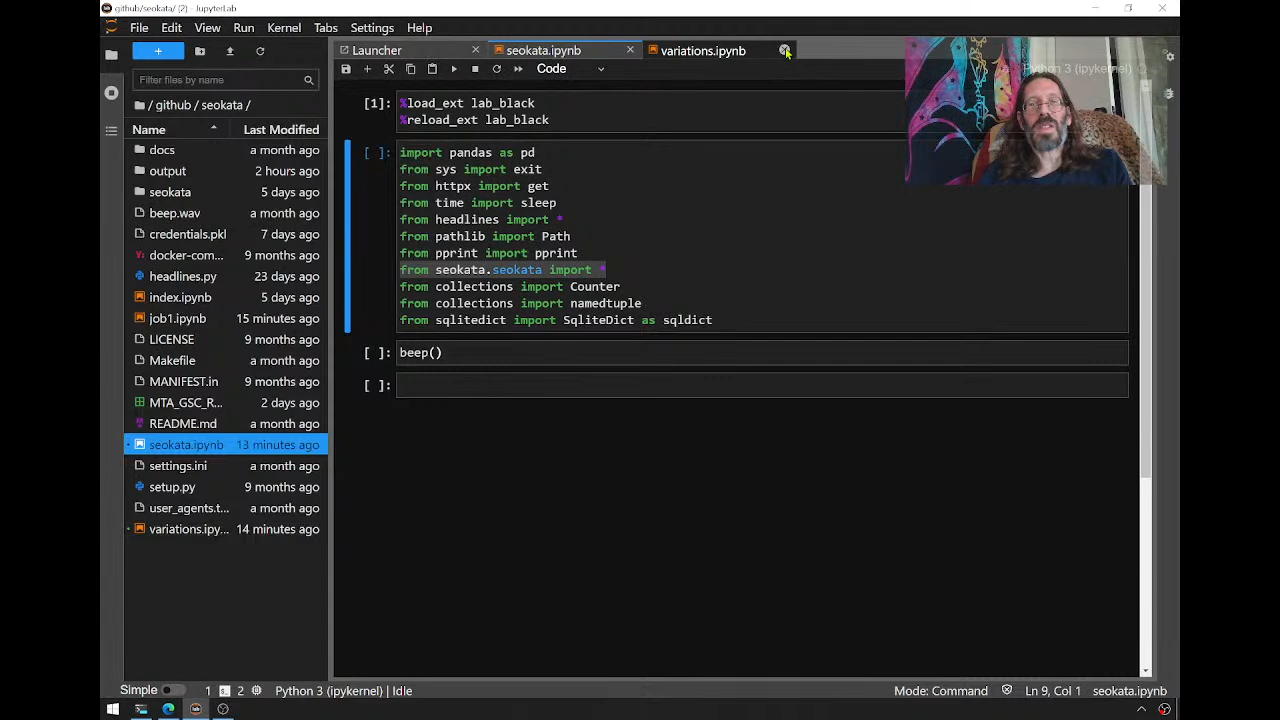 github/seokata/ - JupyterLab
File Edit View Run Kernel Tabs Settings Help
Launcher
seokata.ipynb
variations.ipynb
+
Filter files by name
Code
Python 3 (ipykernel)
/ github / seokata /
Name Last Modified
docs a month ago
output 2 hours ago
seokata 5 days ago
beep.wav a month ago
credentials.pkl 7 days ago
docker-com... 9 months ago
headlines.py 23 days ago
index.ipynb 5 days ago
job1.ipynb 15 minutes ago
LICENSE 9 months ago
Makefile a month ago
MANIFEST.in 9 months ago
MTA_GSC_R... 2 days ago
README.md a month ago
seokata.ipynb 13 minutes ago
settings.ini a month ago
setup.py 9 months ago
user_agents.t... a month ago
variations.ipy... 14 minutes ago
[1]: %load_ext lab_black
%reload_ext lab_black
[ ]: import pandas as pd
from sys import exit
from httpx import get
from time import sleep
from headlines import *
from pathlib import Path
from pprint import pprint
from seokata.seokata import *
from collections import Counter
from collections import namedtuple
from sqlitedict import SqliteDict as sqldict
[ ]: beep()
[ ]:
Simple 1 2 Python 3 (ipykernel) | Idle Mode: Command Ln 9, Col 1 seokata.ipynb